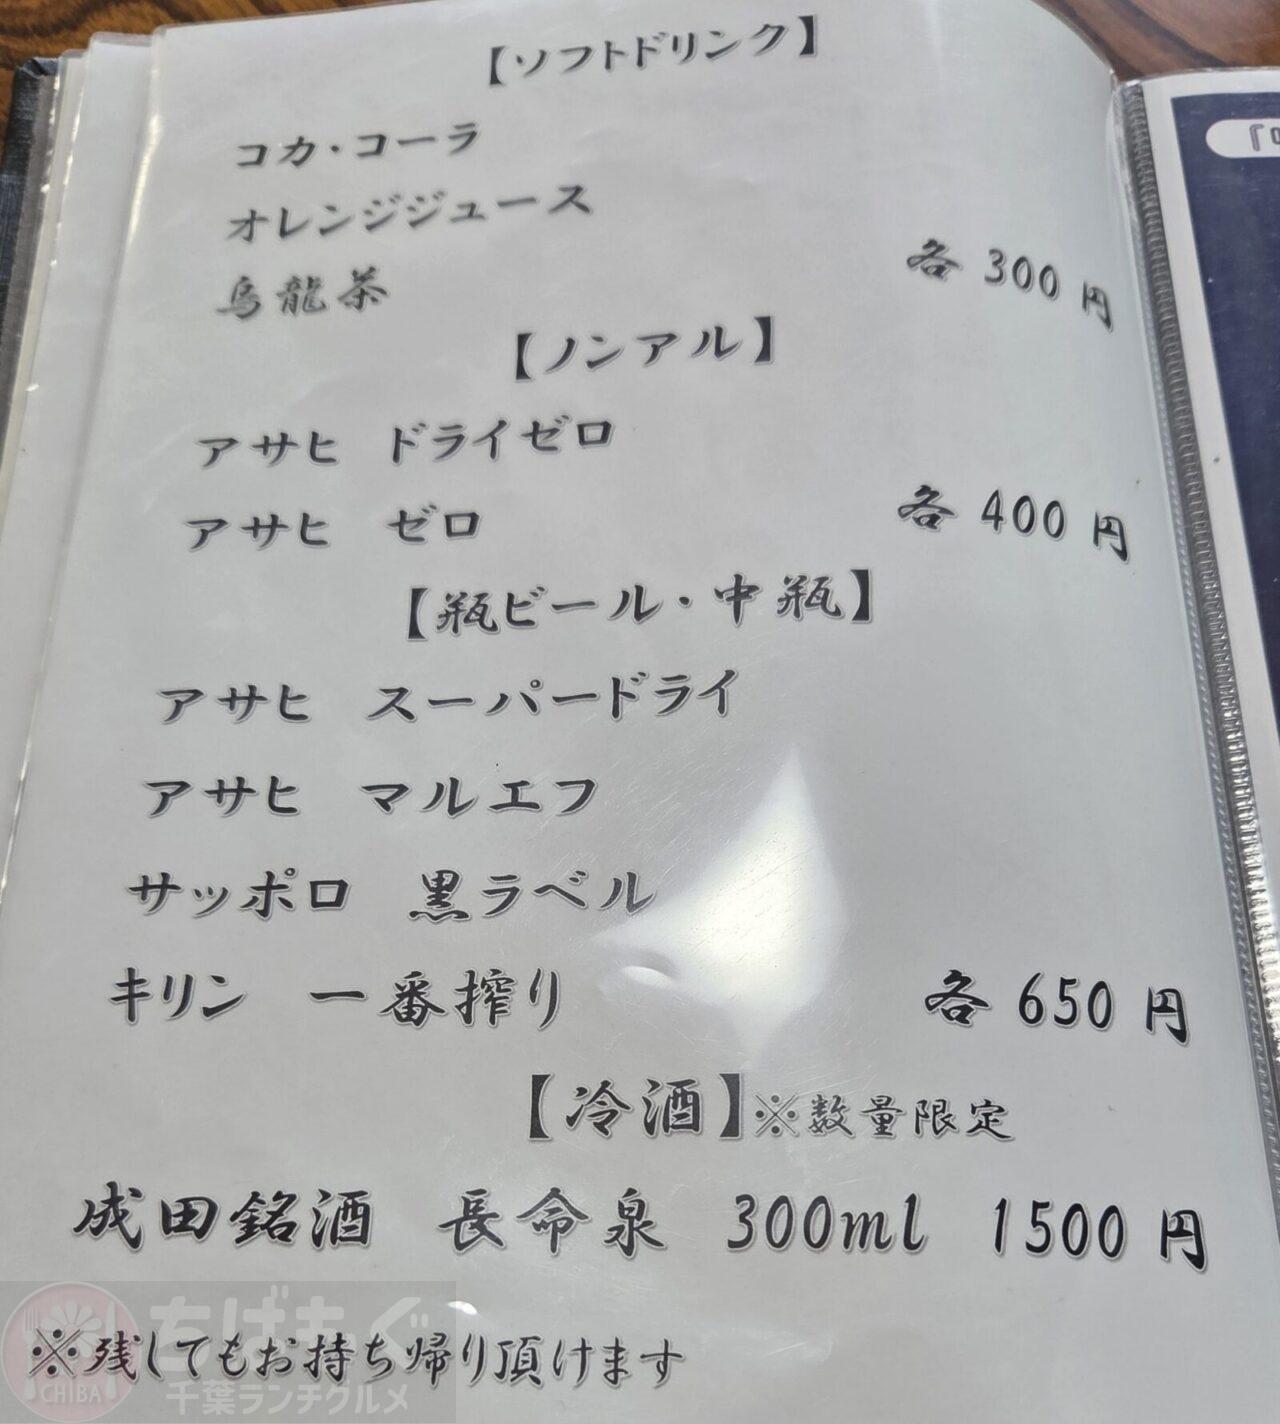 【ソフトドリンク】
コカ・コーラ
オレンジジュース
烏龍茶 各 300 円
【ノンアル】
アサヒ ドライゼロ
アサヒ ゼロ 各 400 円
【瓶ビール・中瓶】
アサヒ スーパードライ
アサヒ マルエフ
サッポロ 黒ラベル
キリン 一番搾り 各 650 円
【冷酒】※数量限定
成田銘酒 長命泉 300ml 1500 円
※残してもお持ち帰り頂けます
ちばもぐ
CHIBA 千葉ランチグルメ